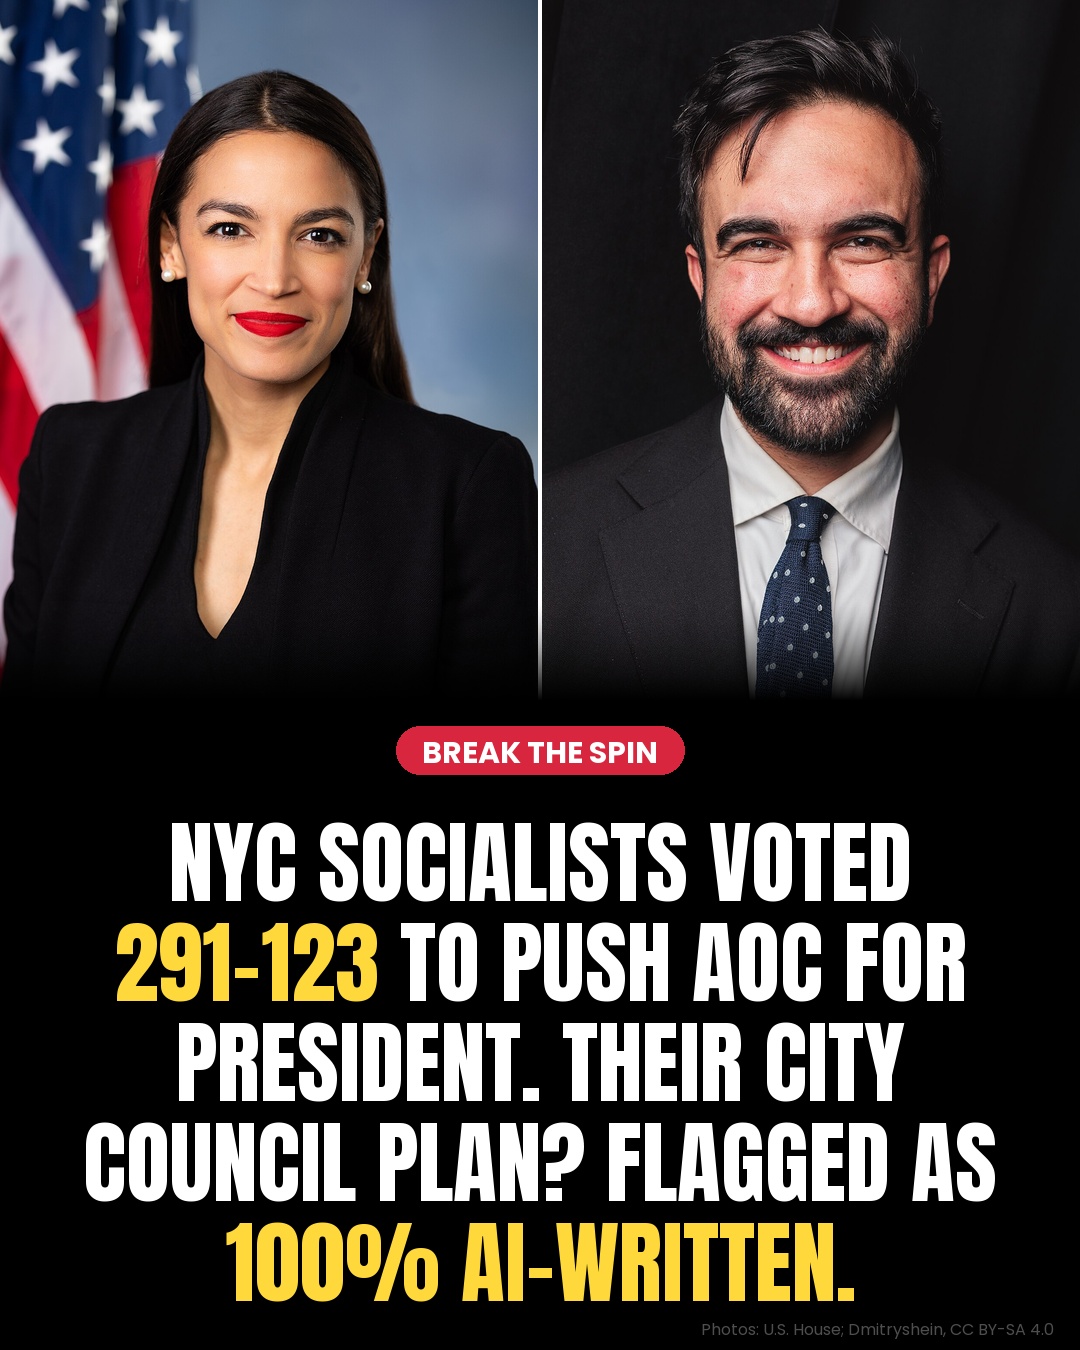 BREAK THE SPIN
NYC SOCIALISTS VOTED
291-123 TO PUSH AOC FOR
PRESIDENT. THEIR CITY
COUNCIL PLAN? FLAGGED AS
100% AI-WRITTEN.
Photos: U.S. House; Dmitryshein, CC BY-SA 4.0